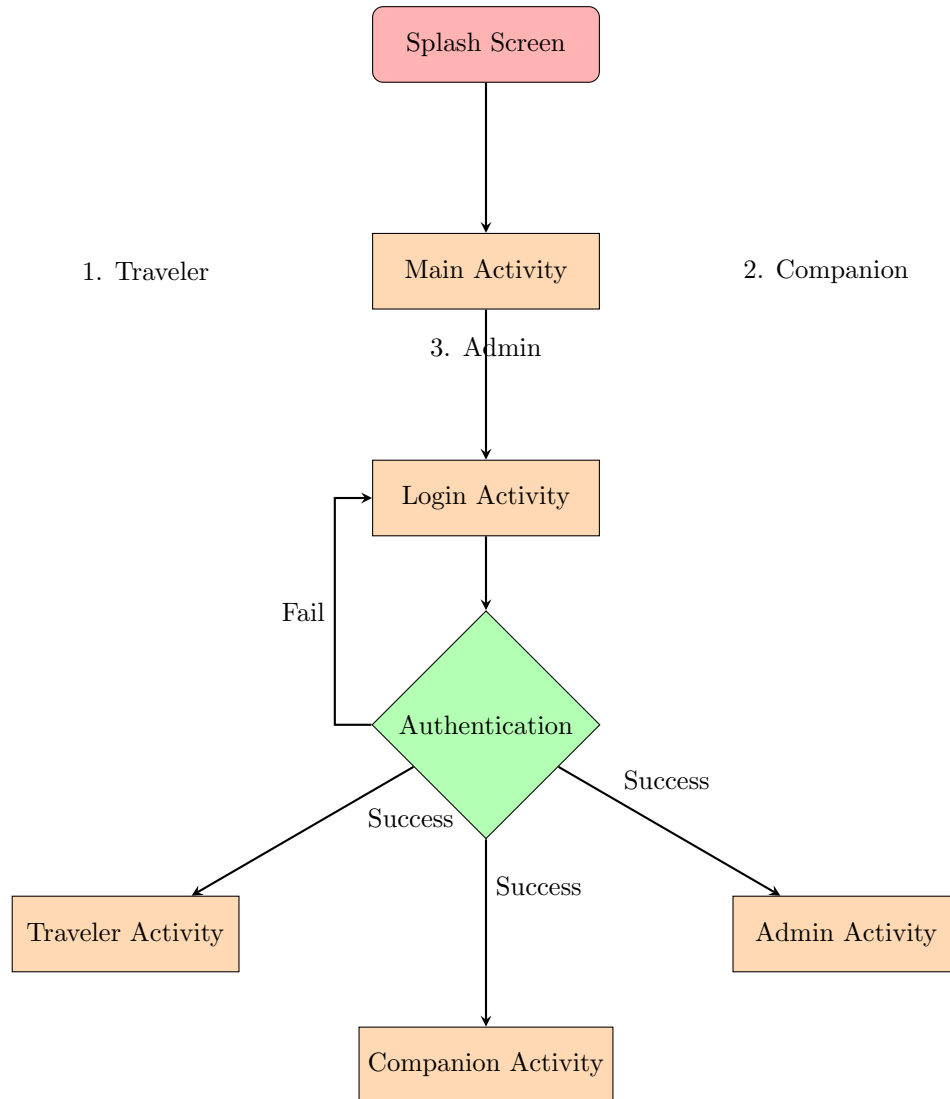 Splash Screen
1. Traveler
Main Activity
2. Companion
3. Admin
Login Activity
Fail
Authentication
Success
Success
Success
Traveler Activity
Admin Activity
Companion Activity